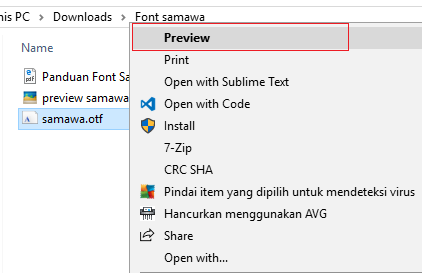 his PC > Downloads > Font samawa
Name
Panduan Font Sa
preview samawa
samawa.otf
Preview
Print
Open with Sublime Text
Open with Code
Install
7-Zip
CRC SHA
Pindai item yang dipilih untuk mendeteksi virus
Hancurkan menggunakan AVG
Share
Open with...